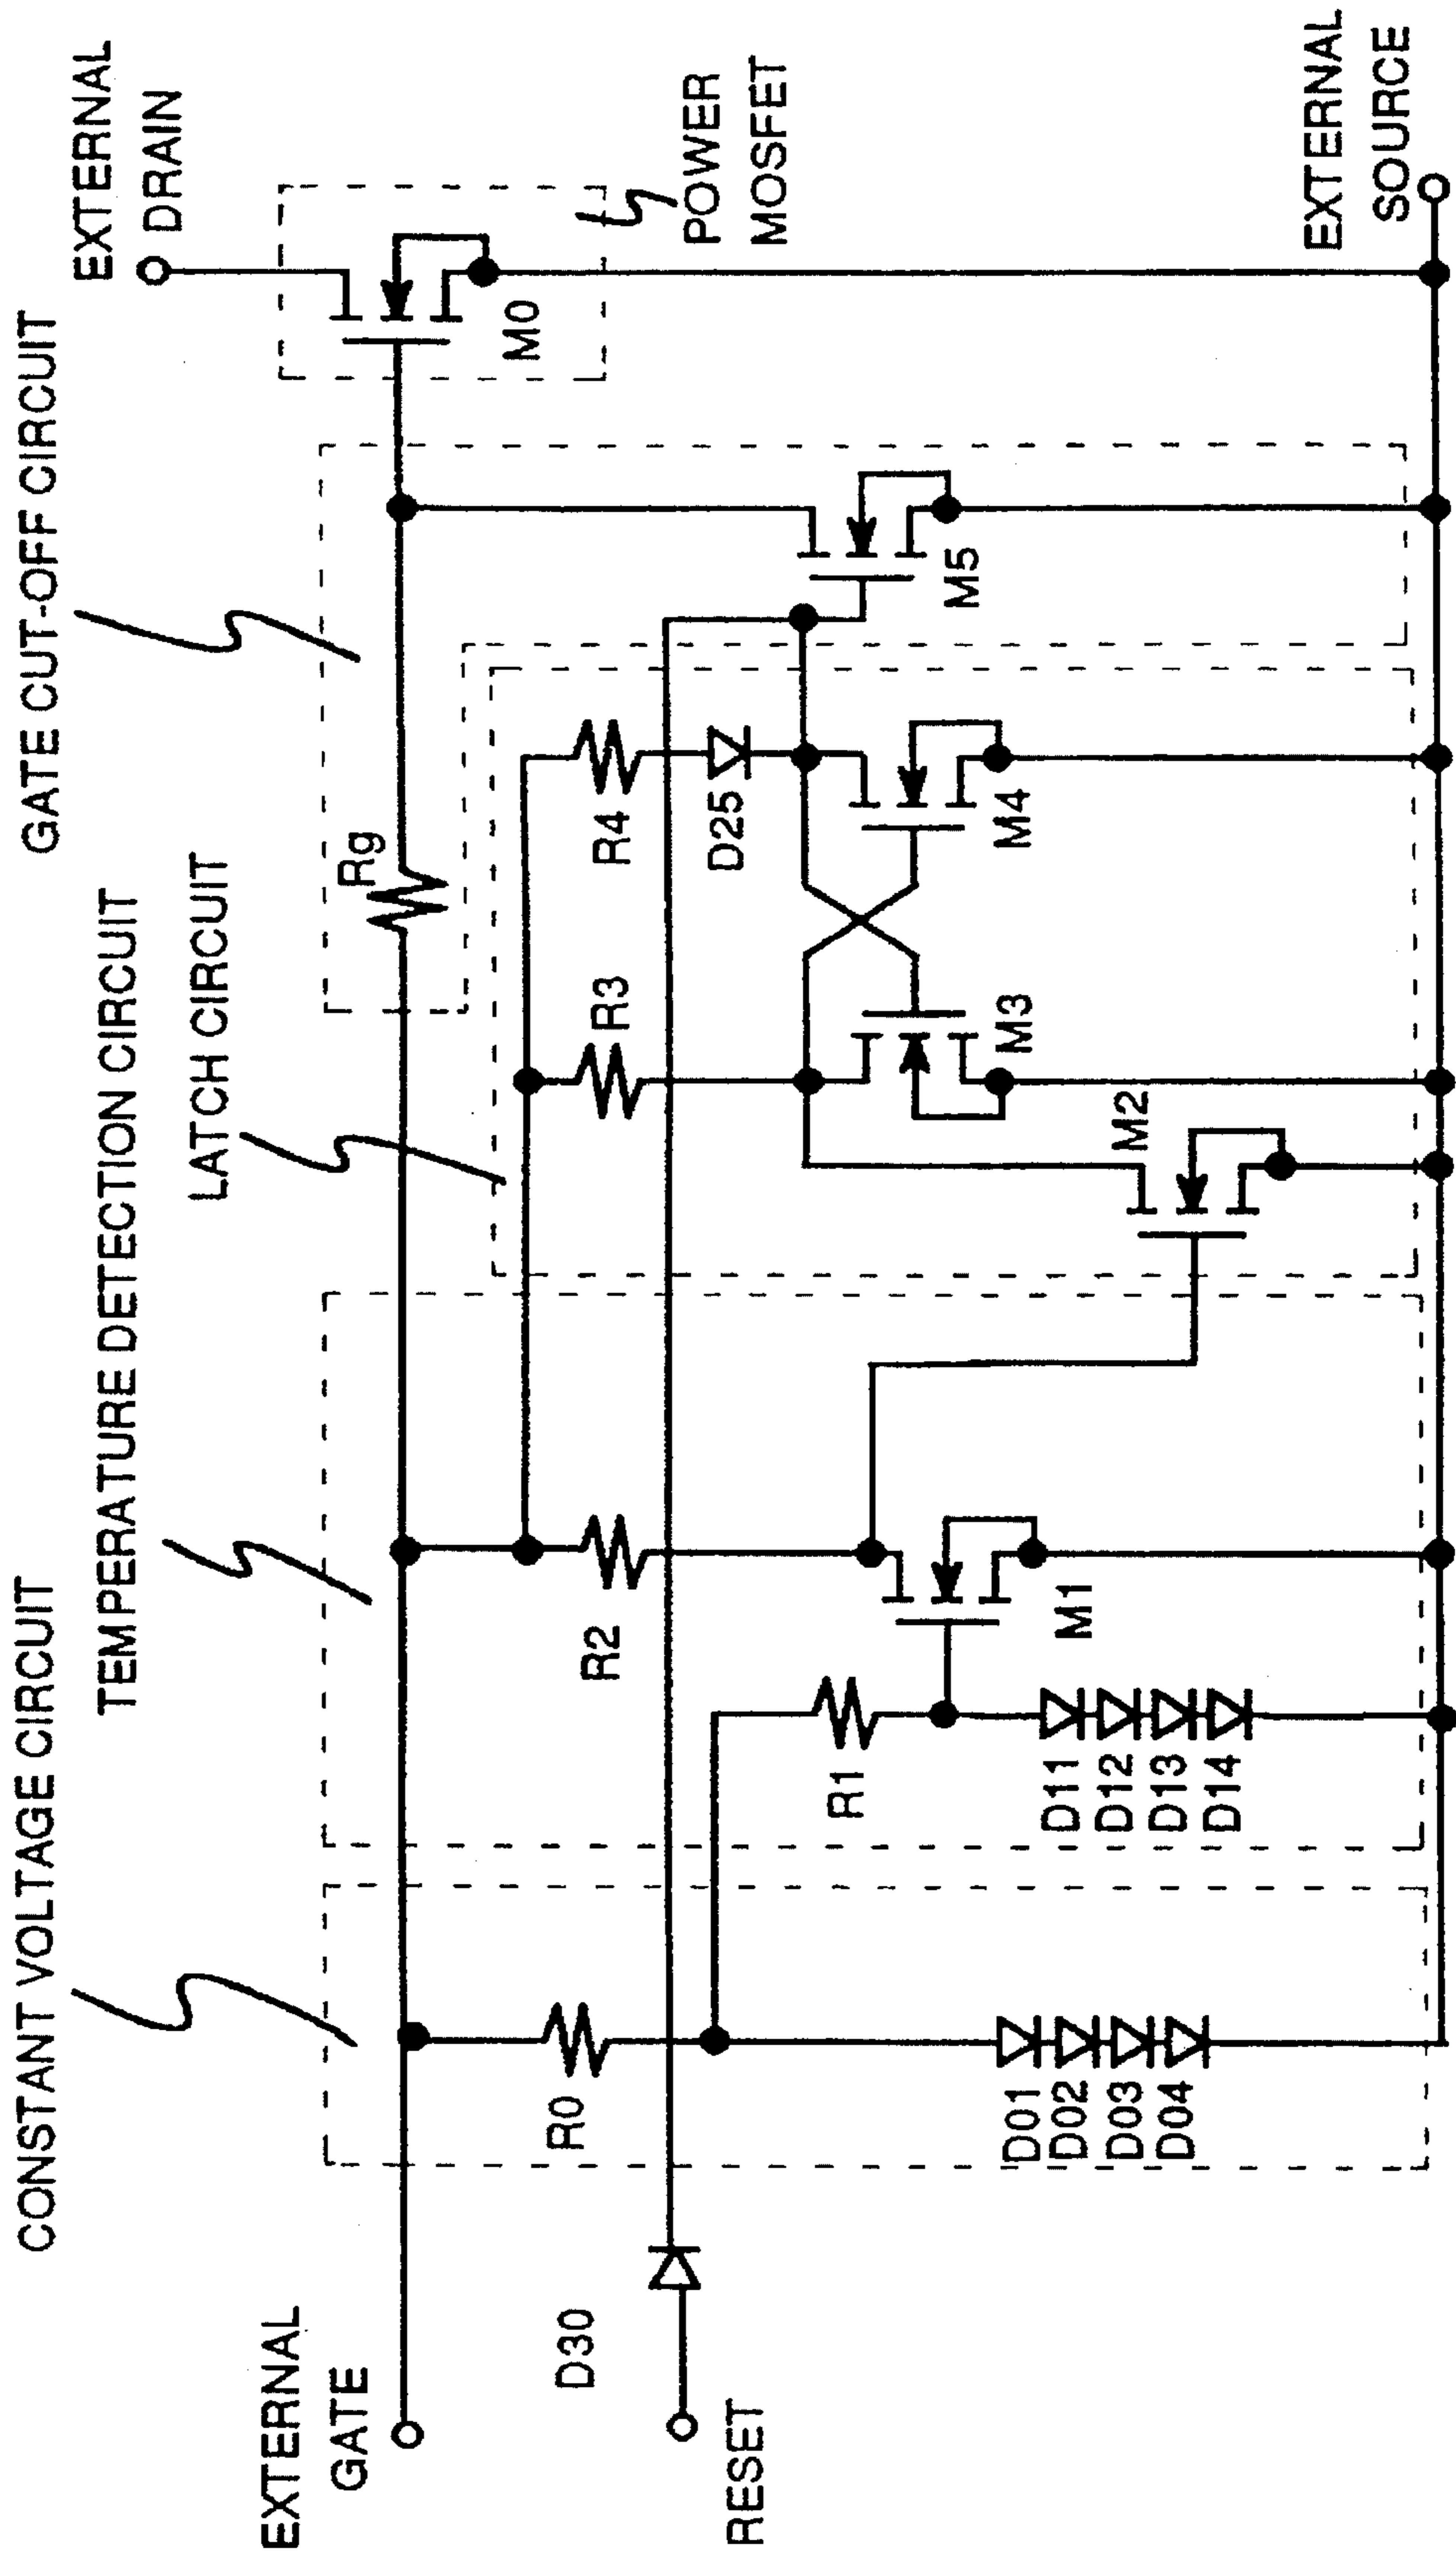 CONSTANT VOLTAGE CIRCUIT
TEMPERATURE DETECTION CIRCUIT
LATCH CIRCUIT
GATE CUT-OFF CIRCUIT
EXTERNAL
DRAIN
POWER
MOSFET
EXTERNAL
SOURCE
EXTERNAL
GATE
RESET
D30
R0
D01
D02
D03
D04
R1
D11
D12
D13
D14
R2
M1
M2
R3
M3
R4
D25
M4
Rg
M5
M0